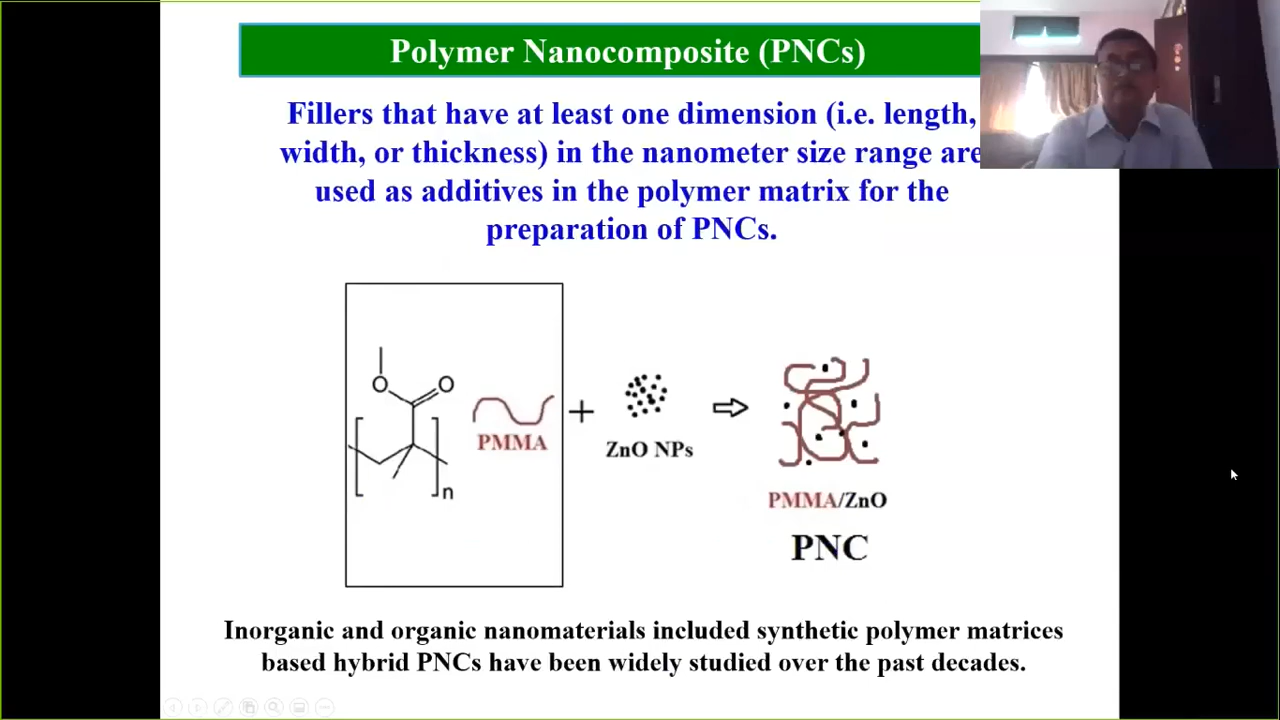 Polymer Nanocomposite (PNCs)
Fillers that have at least one dimension (i.e. length,
width, or thickness) in the nanometer size range are
used as additives in the polymer matrix for the
preparation of PNCs.
O
O
n
PMMA
+
ZnO NPs
PMMA/ZnO
PNC
Inorganic and organic nanomaterials included synthetic polymer matrices
based hybrid PNCs have been widely studied over the past decades.